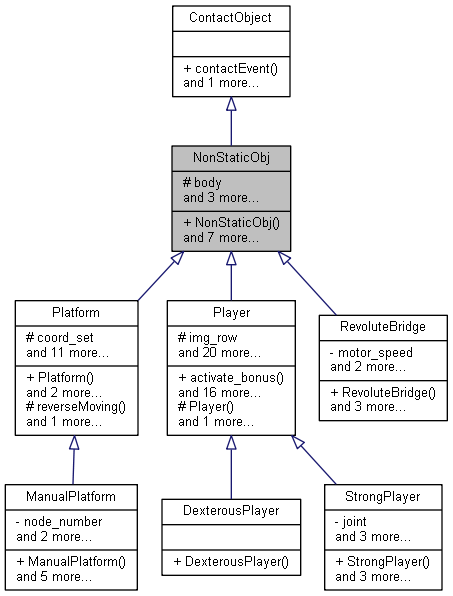 ContactObject
+ contactEvent()
and 1 more...
NonStaticObj
# body
and 3 more...
+ NonStaticObj()
and 7 more...
Platform
# coord_set
and 11 more...
+ Platform()
and 2 more...
# reverseMoving()
and 1 more...
Player
# img_row
and 20 more...
+ activate_bonus()
and 16 more...
# Player()
and 1 more...
RevoluteBridge
- motor_speed
and 2 more...
+ RevoluteBridge()
and 3 more...
ManualPlatform
- node_number
and 2 more...
+ ManualPlatform()
and 5 more...
DexterousPlayer
+ DexterousPlayer()
StrongPlayer
- joint
and 3 more...
+ StrongPlayer()
and 3 more...